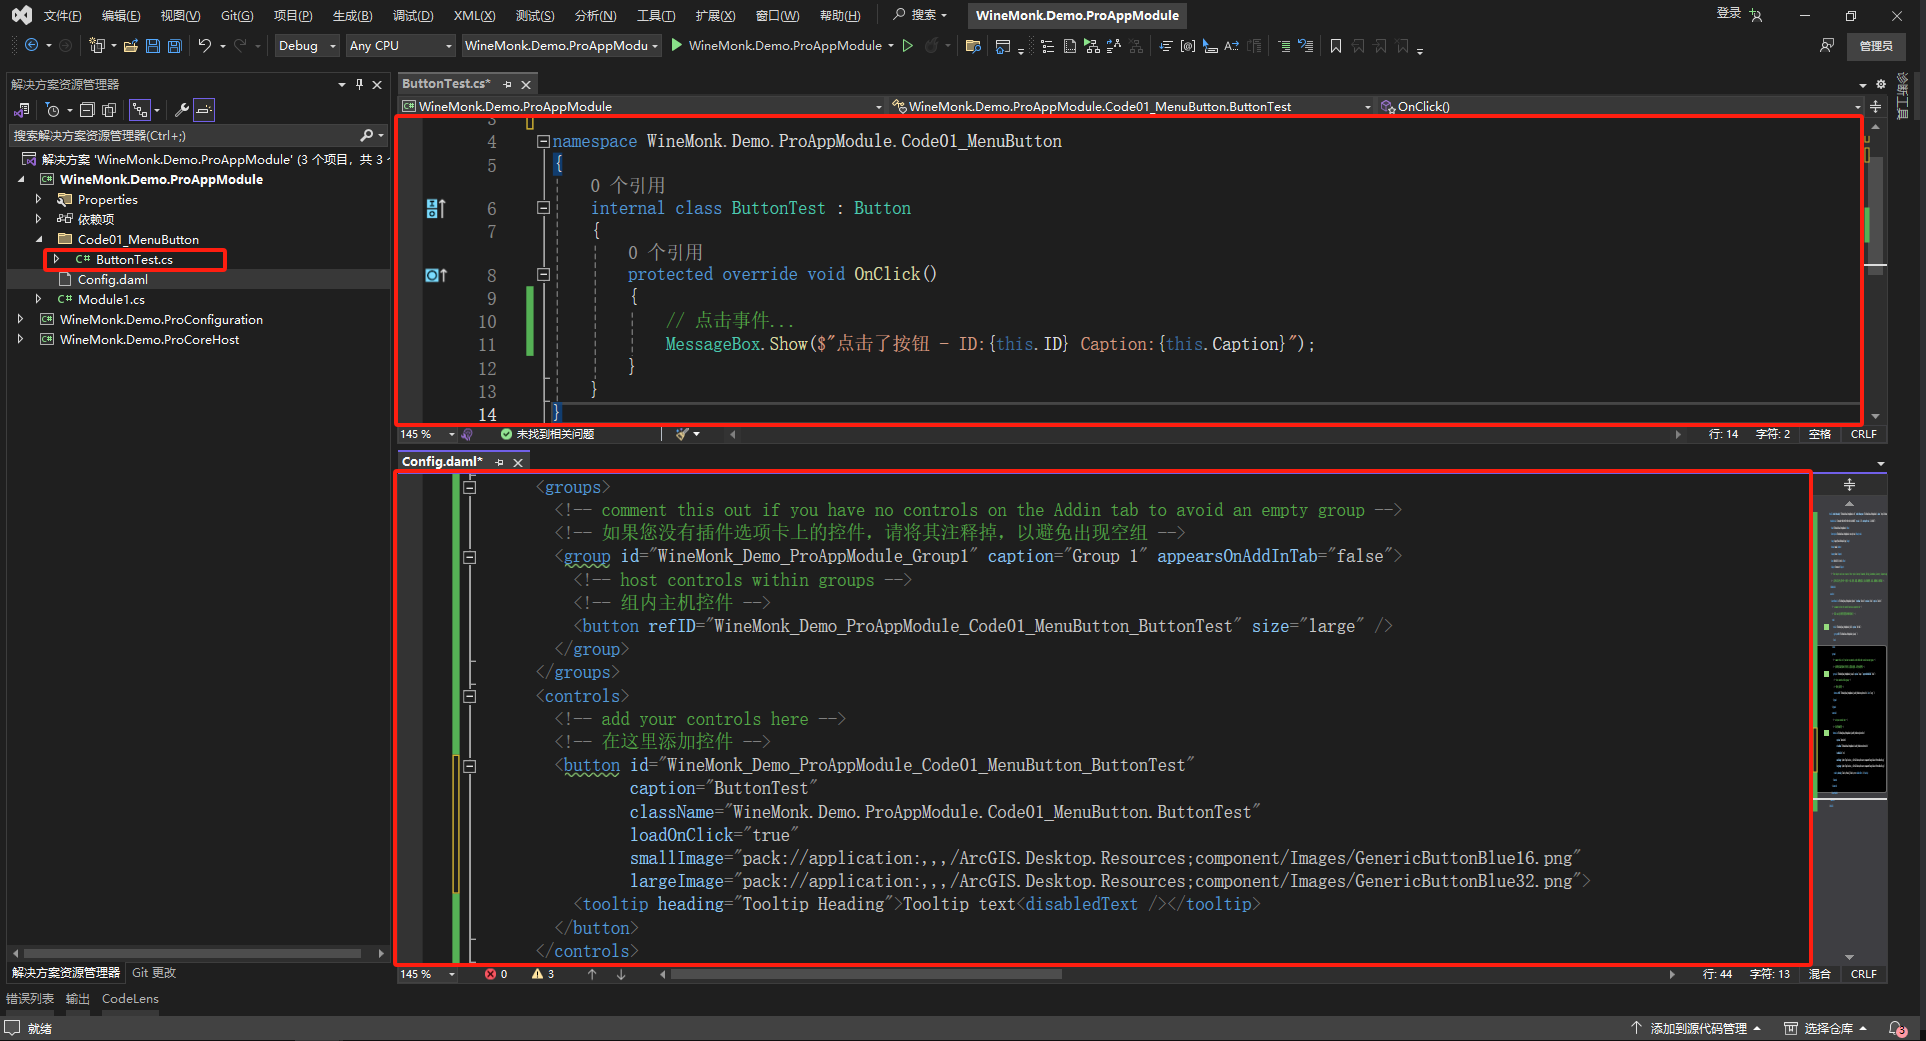 文件(F) 编辑(E) 视图(V) Git(G) 项目(P) 生成(B) 调试(D) XML(X) 测试(S) 分析(N) 工具(T) 扩展(X) 窗口(W) 帮助(H) 搜索 WineMonk.Demo.ProAppModule 登录
Debug Any CPU WineMonk.Demo.ProAppModu WineMonk.Demo.ProAppModule 管理员
解决方案资源管理器
搜索解决方案资源管理器(Ctrl+;)
解决方案 'WineMonk.Demo.ProAppModule' (3 个项目，共 3 个
WineMonk.Demo.ProAppModule
Properties
依赖项
Code01_MenuButton
C# ButtonTest.cs
Config.daml
C# Module1.cs
WineMonk.Demo.ProConfiguration
WineMonk.Demo.ProCoreHost
解决方案资源管理器 Git 更改
ButtonTest.cs*
WineMonk.Demo.ProAppModule WineMonk.Demo.ProAppModule.Code01_MenuButton.ButtonTest OnClick()
诊断工具
3
4 namespace WineMonk.Demo.ProAppModule.Code01_MenuButton
5 {
0 个引用
6 internal class ButtonTest : Button
7 {
0 个引用
8 protected override void OnClick()
9 {
10 // 点击事件...
11 MessageBox.Show($"点击了按钮 - ID:{this.ID} Caption:{this.Caption}");
12 }
13 }
14 }
145 % 未找到相关问题 行: 14 字符: 2 空格 CRLF
Config.daml*
<groups>
<!-- comment this out if you have no controls on the Addin tab to avoid an empty group -->
<!-- 如果您没有插件选项卡上的控件，请将其注释掉，以避免出现空组 -->
<group id="WineMonk_Demo_ProAppModule_Group1" caption="Group 1" appearsOnAddInTab="false">
<!-- host controls within groups -->
<!-- 组内主机控件 -->
<button refID="WineMonk_Demo_ProAppModule_Code01_MenuButton_ButtonTest" size="large" />
</group>
</groups>
<controls>
<!-- add your controls here -->
<!-- 在这里添加控件 -->
<button id="WineMonk_Demo_ProAppModule_Code01_MenuButton_ButtonTest"
caption="ButtonTest"
className="WineMonk.Demo.ProAppModule.Code01_MenuButton.ButtonTest"
loadOnClick="true"
smallImage="pack://application:,,,/ArcGIS.Desktop.Resources;component/Images/GenericButtonBlue16.png"
largeImage="pack://application:,,,/ArcGIS.Desktop.Resources;component/Images/GenericButtonBlue32.png">
<tooltip heading="Tooltip Heading">Tooltip text<disabledText /></tooltip>
</button>
</controls>
145 % 0 3 行: 44 字符: 13 混合 CRLF
错误列表 输出 CodeLens
就绪 添加到源代码管理 选择仓库 3